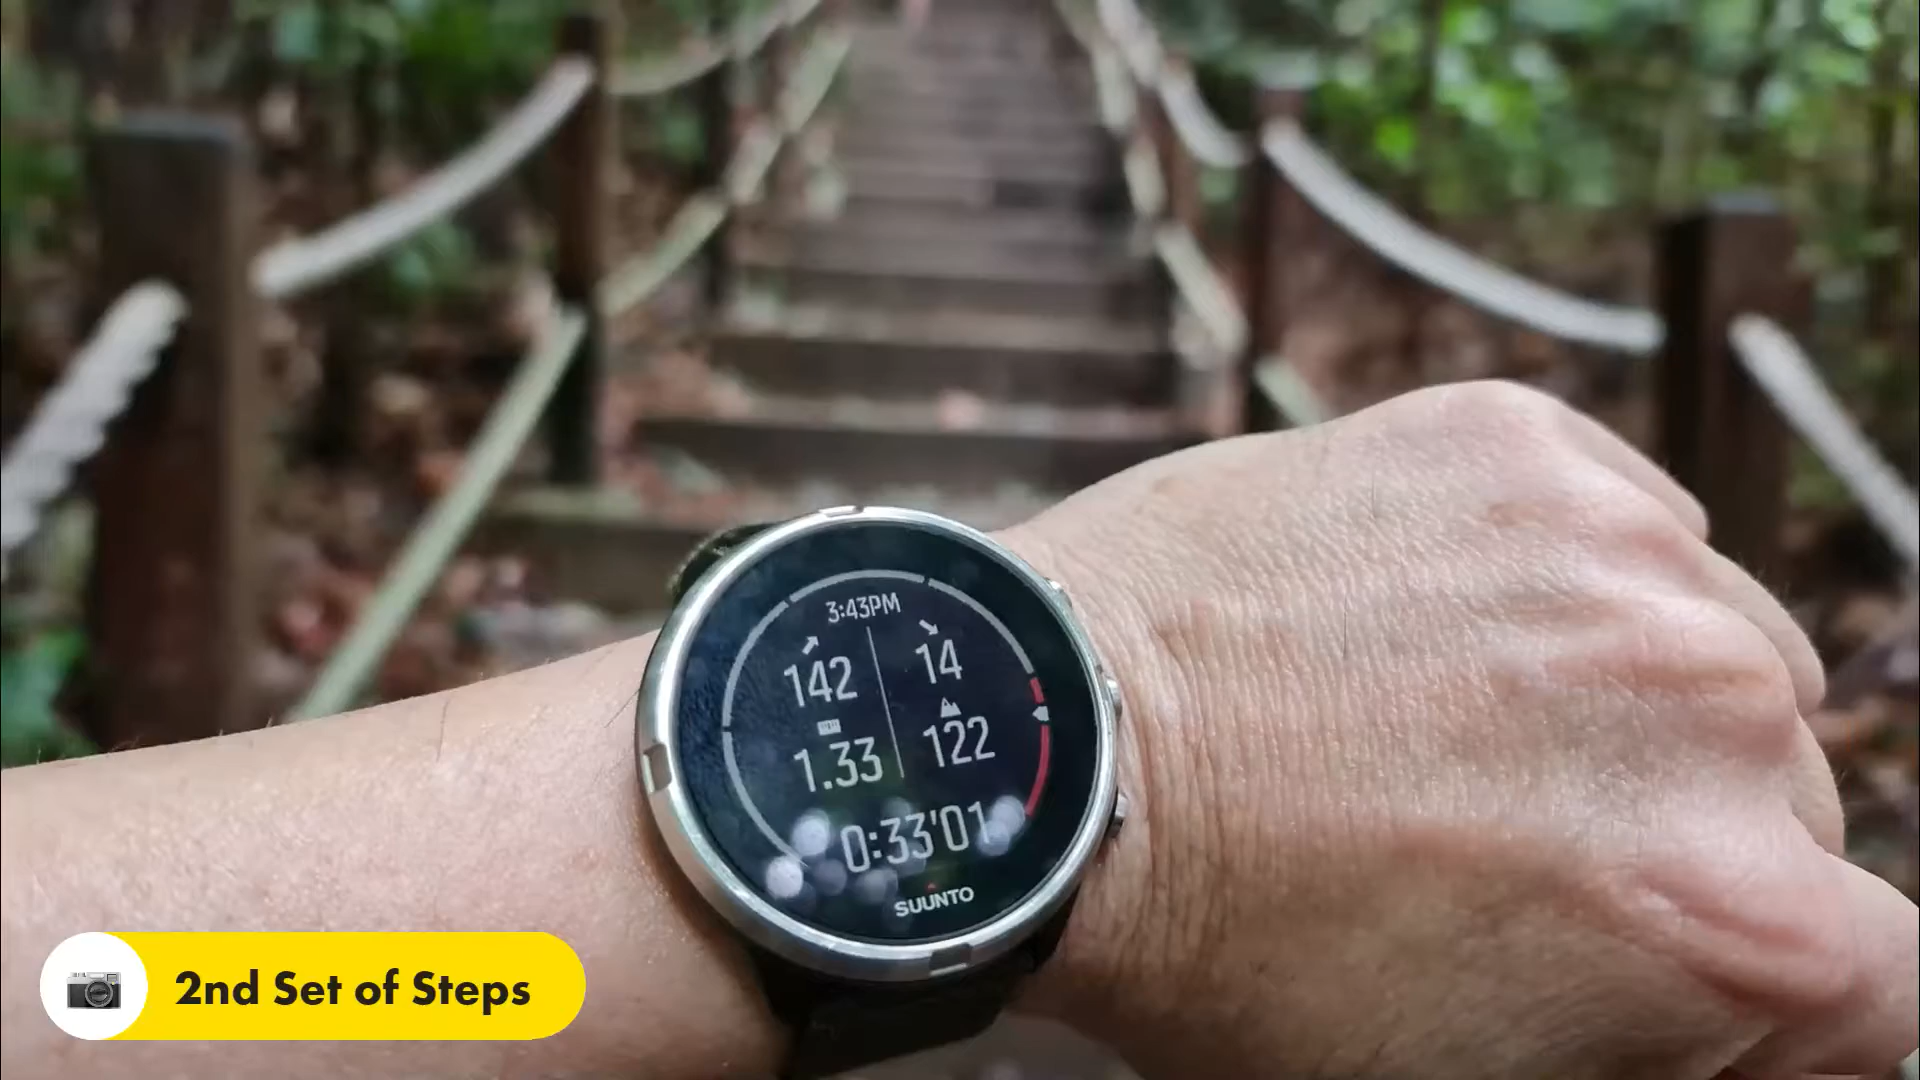 3:43PM
142
14
1.33
122
0:33'01
SUUNTO
2nd Set of Steps